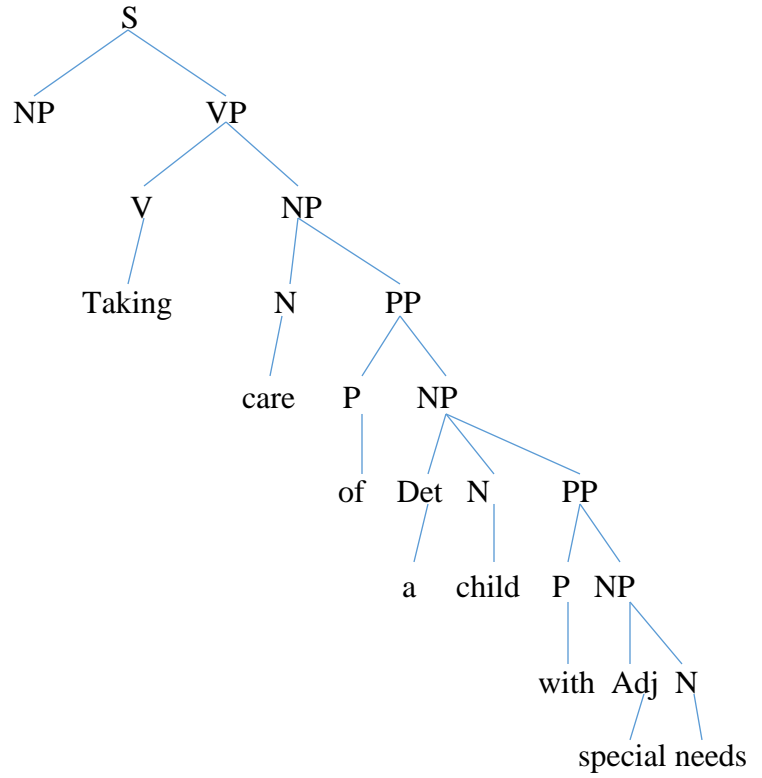 S
NP VP
V NP
Taking N PP
care P NP
of Det N PP
a child P NP
with Adj N
special needs